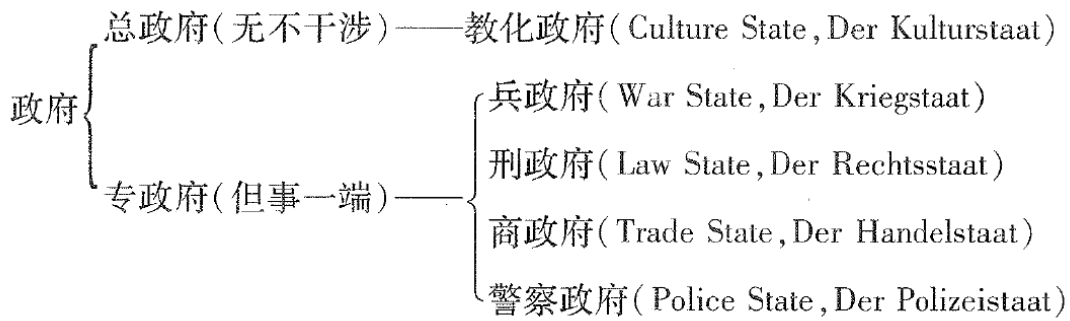 总政府(无不干涉)——教化政府(Culture State,Der Kulturstaat)
兵政府(War State,Der Kriegstaat)
政府
刑政府(Law State,Der Rechtsstaat)
专政府(但事一端)——
商政府(Trade State,Der Handelstaat)
警察政府(Police State,Der Polizeistaat)